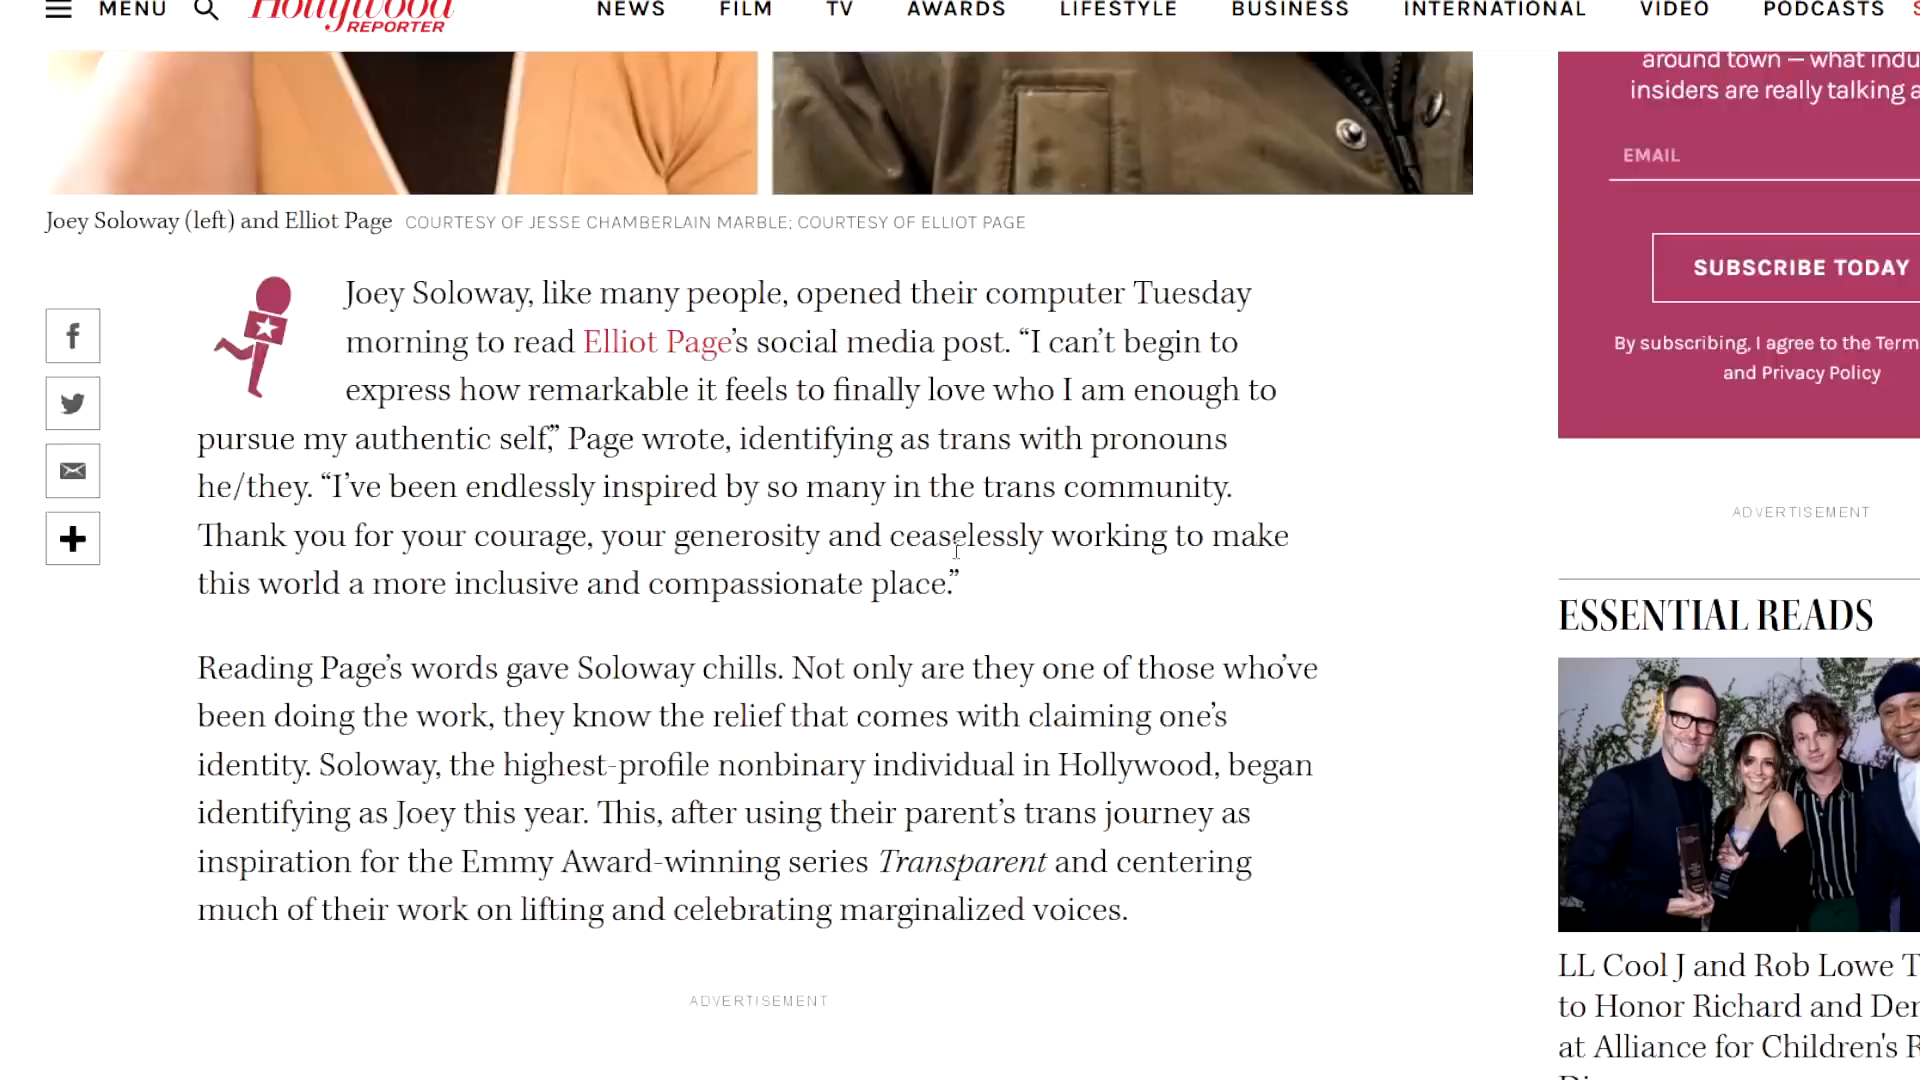 MENU
Hollywood
REPORTER
NEWS FILM TV AWARDS LIFESTYLE BUSINESS INTERNATIONAL VIDEO PODCASTS
Joey Soloway (left) and Elliot Page COURTESY OF JESSE CHAMBERLAIN MARBLE; COURTESY OF ELLIOT PAGE
Joey Soloway, like many people, opened their computer Tuesday
morning to read Elliot Page’s social media post. “I can’t begin to
express how remarkable it feels to finally love who I am enough to
pursue my authentic self,” Page wrote, identifying as trans with pronouns
he/they. “I’ve been endlessly inspired by so many in the trans community.
Thank you for your courage, your generosity and ceaselessly working to make
this world a more inclusive and compassionate place.”
Reading Page’s words gave Soloway chills. Not only are they one of those who’ve
been doing the work, they know the relief that comes with claiming one’s
identity. Soloway, the highest-profile nonbinary individual in Hollywood, began
identifying as Joey this year. This, after using their parent’s trans journey as
inspiration for the Emmy Award-winning series Transparent and centering
much of their work on lifting and celebrating marginalized voices.
ADVERTISEMENT
around town — what indu
insiders are really talking a
EMAIL
SUBSCRIBE TODAY
By subscribing, I agree to the Term
and Privacy Policy
ADVERTISEMENT
ESSENTIAL READS
LL Cool J and Rob Lowe T
to Honor Richard and Der
at Alliance for Children's R